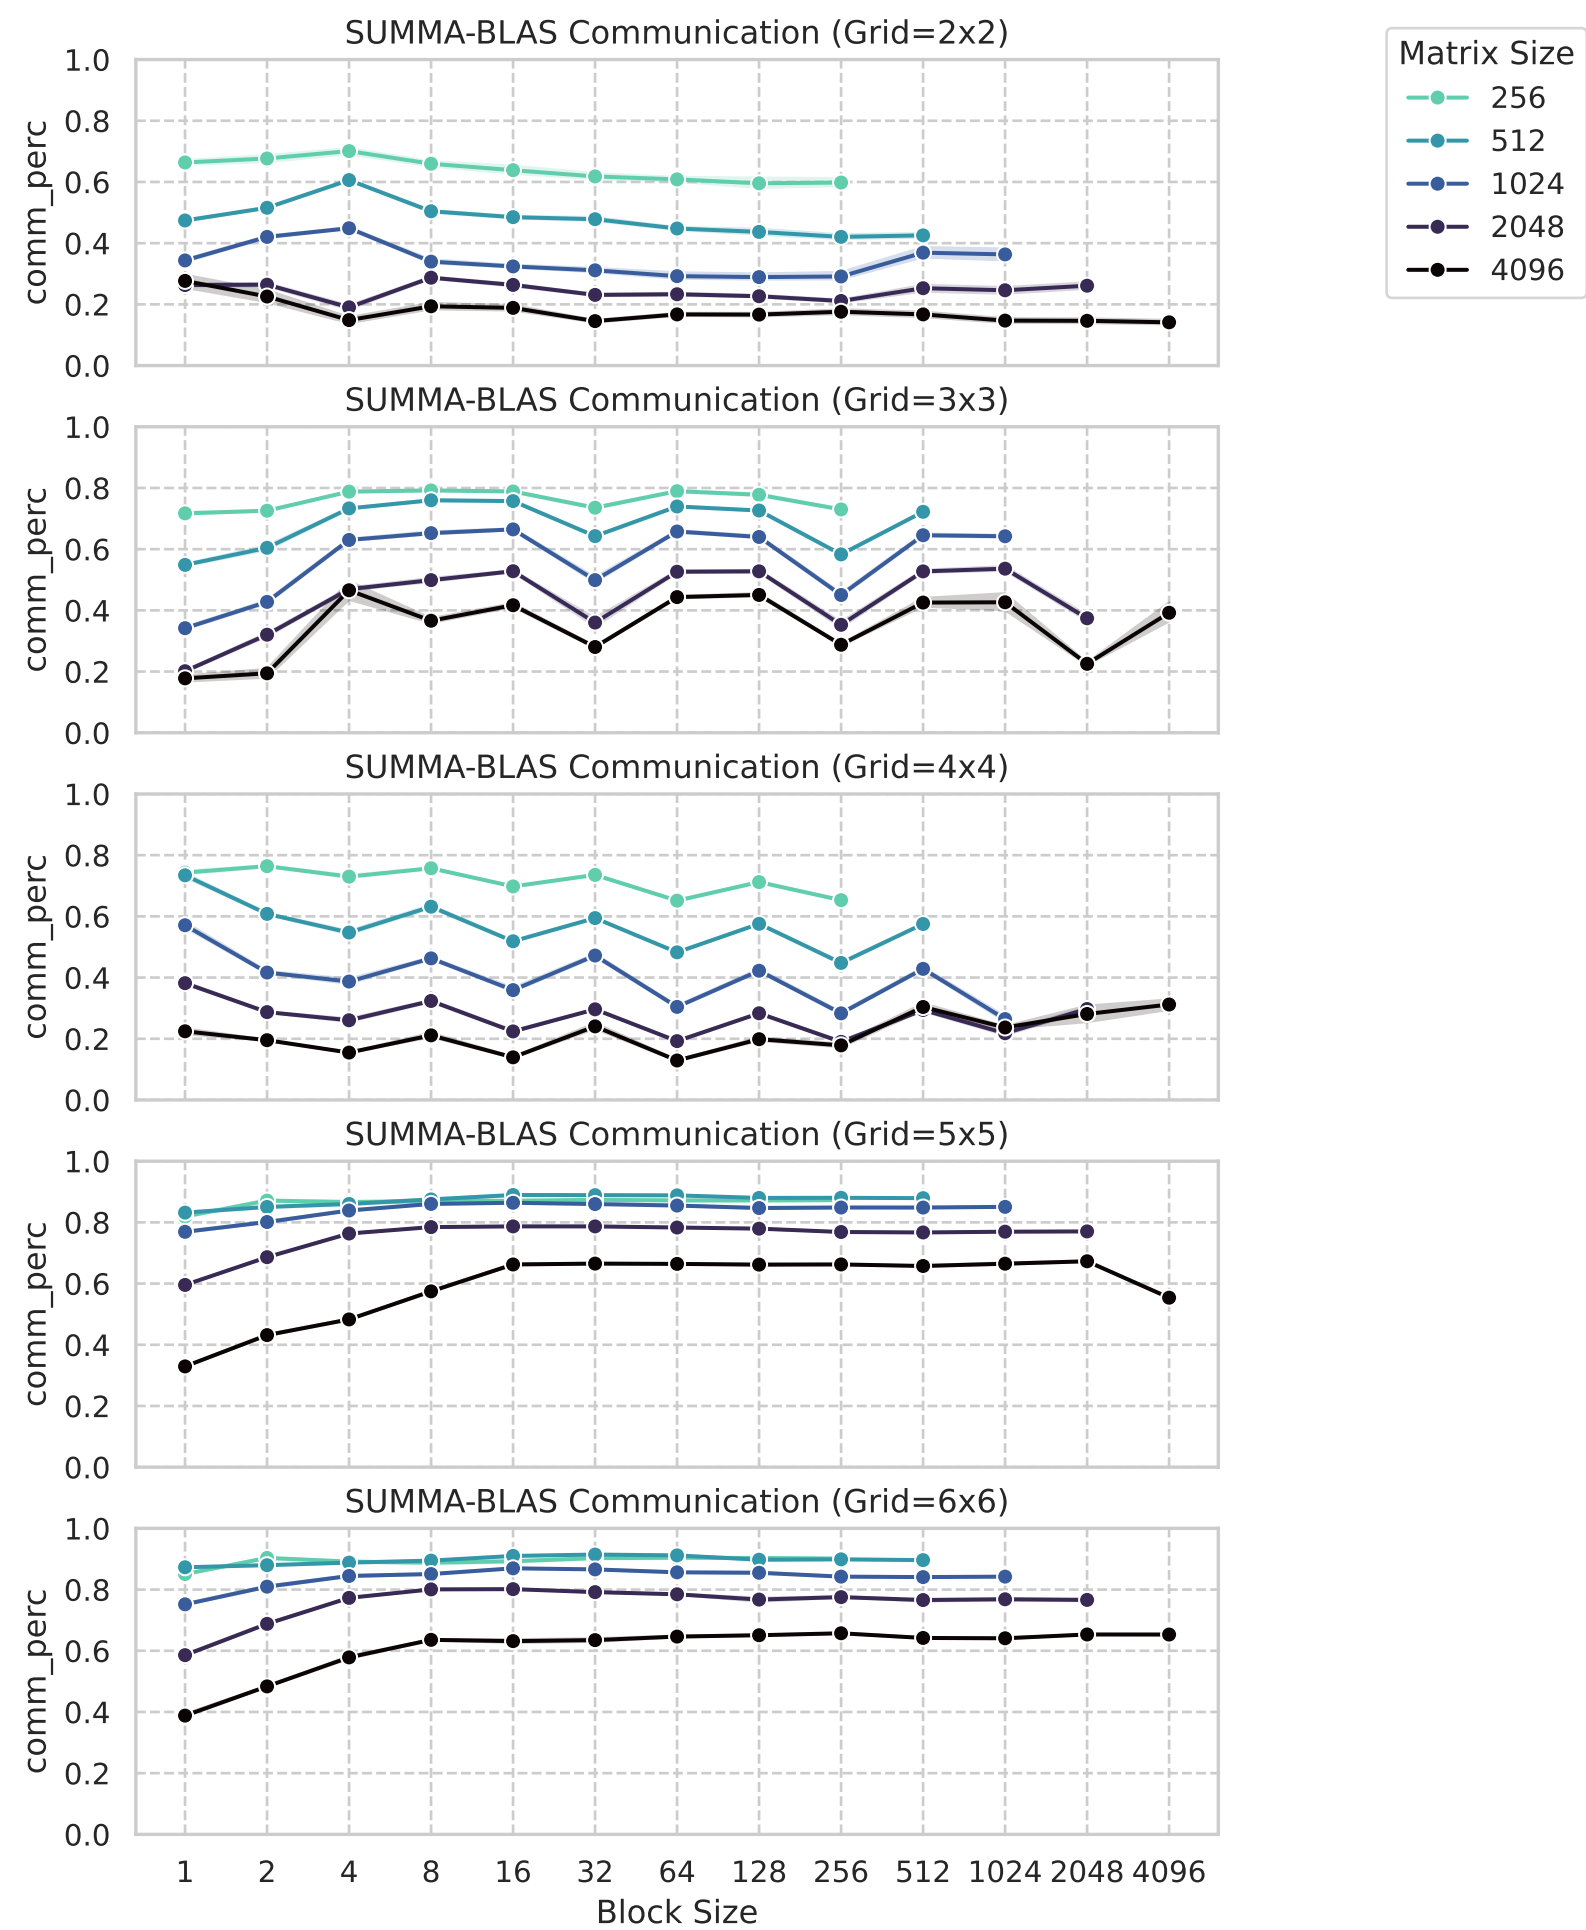 SUMMA-BLAS Communication (Grid=2x2)
1.0
0.8
0.6
0.4
0.2
0.0
comm_perc
Matrix Size
256
512
1024
2048
4096
SUMMA-BLAS Communication (Grid=3x3)
1.0
0.8
0.6
0.4
0.2
0.0
comm_perc
SUMMA-BLAS Communication (Grid=4x4)
1.0
0.8
0.6
0.4
0.2
0.0
comm_perc
SUMMA-BLAS Communication (Grid=5x5)
1.0
0.8
0.6
0.4
0.2
0.0
comm_perc
SUMMA-BLAS Communication (Grid=6x6)
1.0
0.8
0.6
0.4
0.2
0.0
comm_perc
1 2 4 8 16 32 64 128 256 512 1024 2048 4096
Block Size